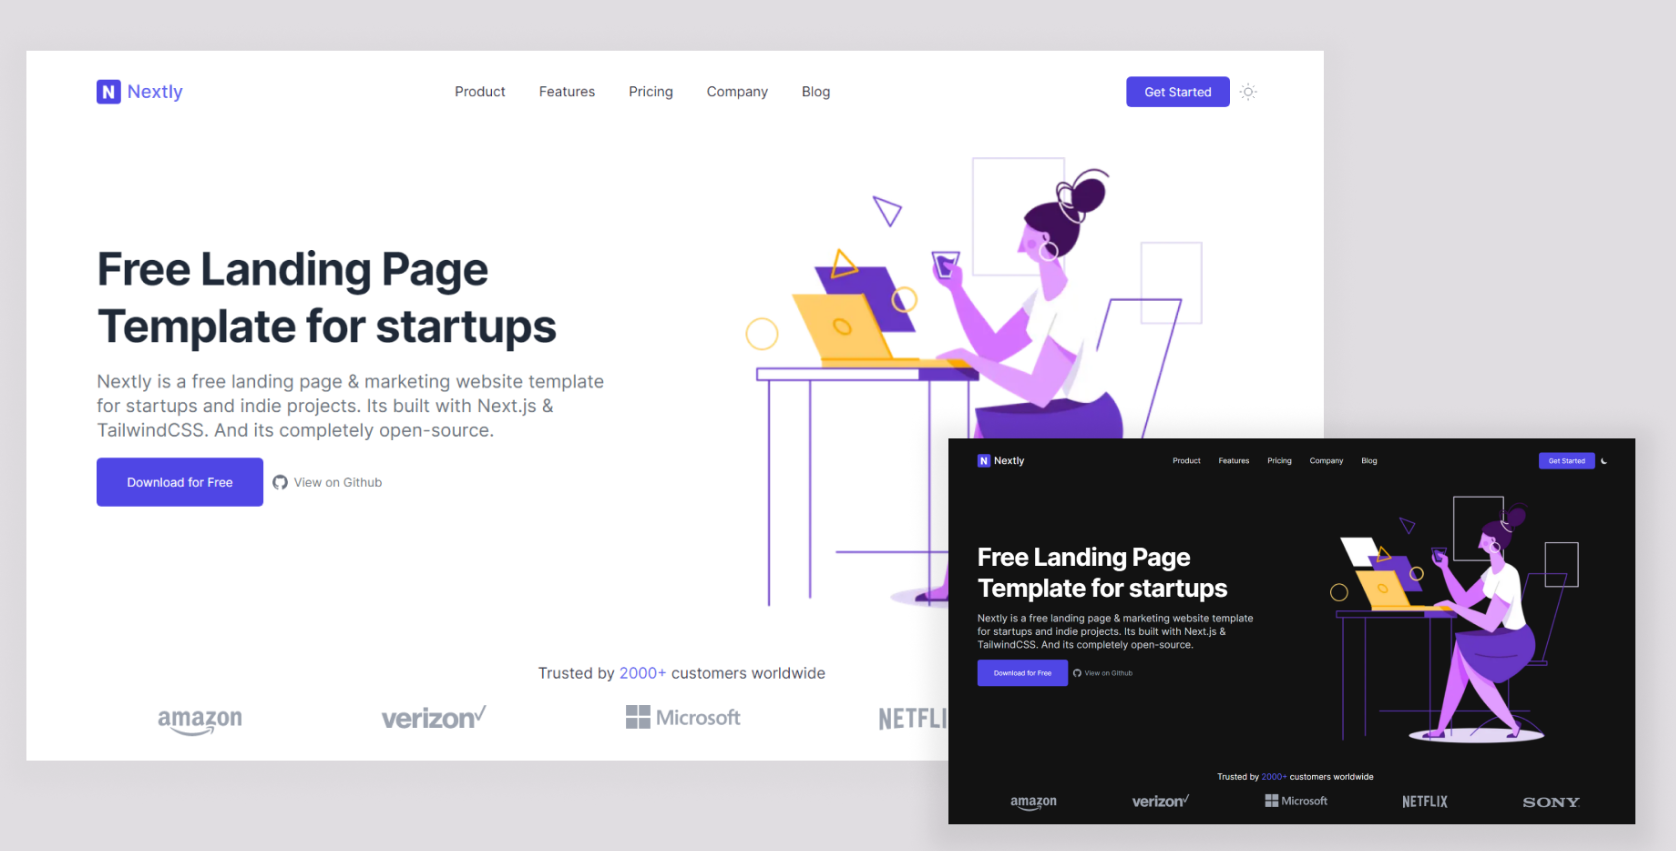 N Nextly
Product Features Pricing Company Blog
Get Started
Free Landing Page
Template for startups
Nextly is a free landing page & marketing website template
for startups and indie projects. Its built with Next.js &
TailwindCSS. And its completely open-source.
Download for Free
View on Github
Trusted by 2000+ customers worldwide
amazon verizon Microsoft NETFLI
N Nextly
Product Features Pricing Company Blog
Get Started
Free Landing Page
Template for startups
Nextly is a free landing page & marketing website template
for startups and indie projects. Its built with Next.js &
TailwindCSS. And its completely open-source.
Download for Free
View on Github
Trusted by 2000+ customers worldwide
amazon verizon Microsoft NETFLIX SONY